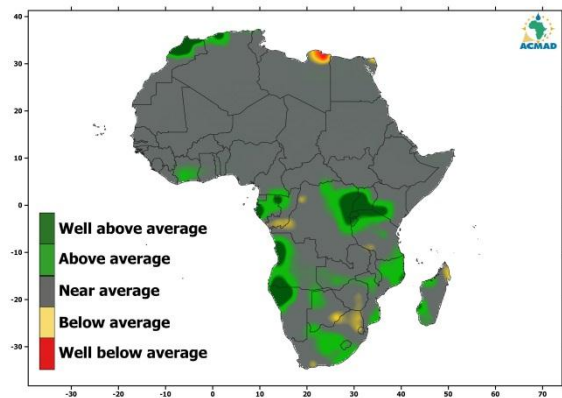 40
30
20
10
0
-10
-20
-30
ACMAD
Well above average
Above average
Near average
Below average
Well below average
-30 -20 -10 0 10 20 30 40 50 60 70